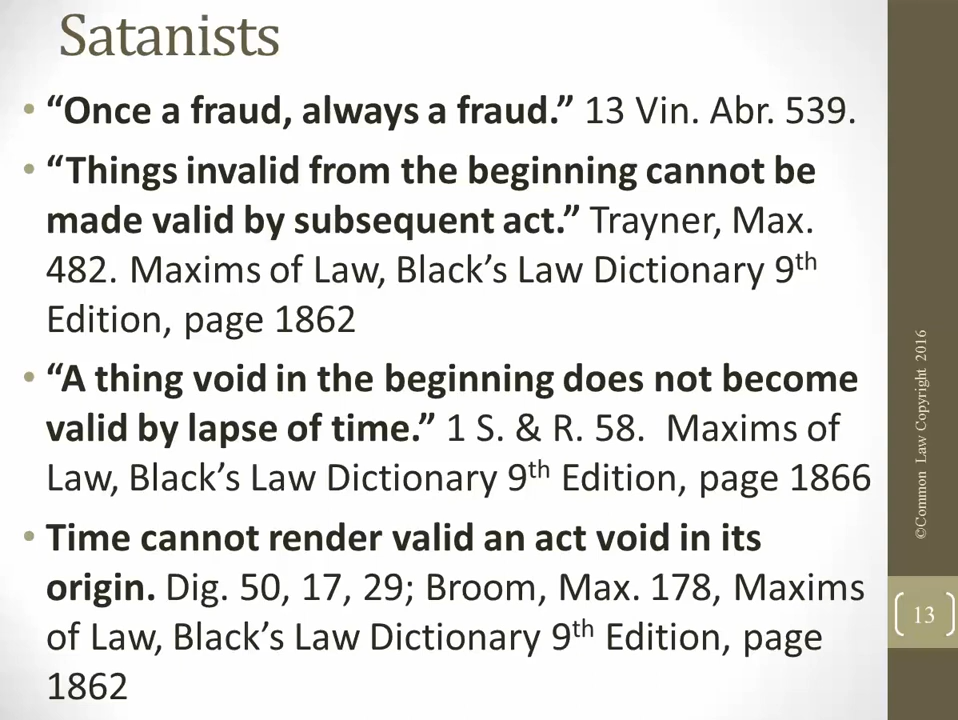 Satanists
• “Once a fraud, always a fraud.” 13 Vin. Abr. 539.
• “Things invalid from the beginning cannot be
made valid by subsequent act.” Trayner, Max.
482. Maxims of Law, Black’s Law Dictionary 9th
Edition, page 1862
• “A thing void in the beginning does not become
valid by lapse of time.” 1 S. & R. 58.  Maxims of
Law, Black’s Law Dictionary 9th Edition, page 1866
• Time cannot render valid an act void in its
origin. Dig. 50, 17, 29; Broom, Max. 178, Maxims
of Law, Black’s Law Dictionary 9th Edition, page
1862
©Common Law Copyright 2016
13